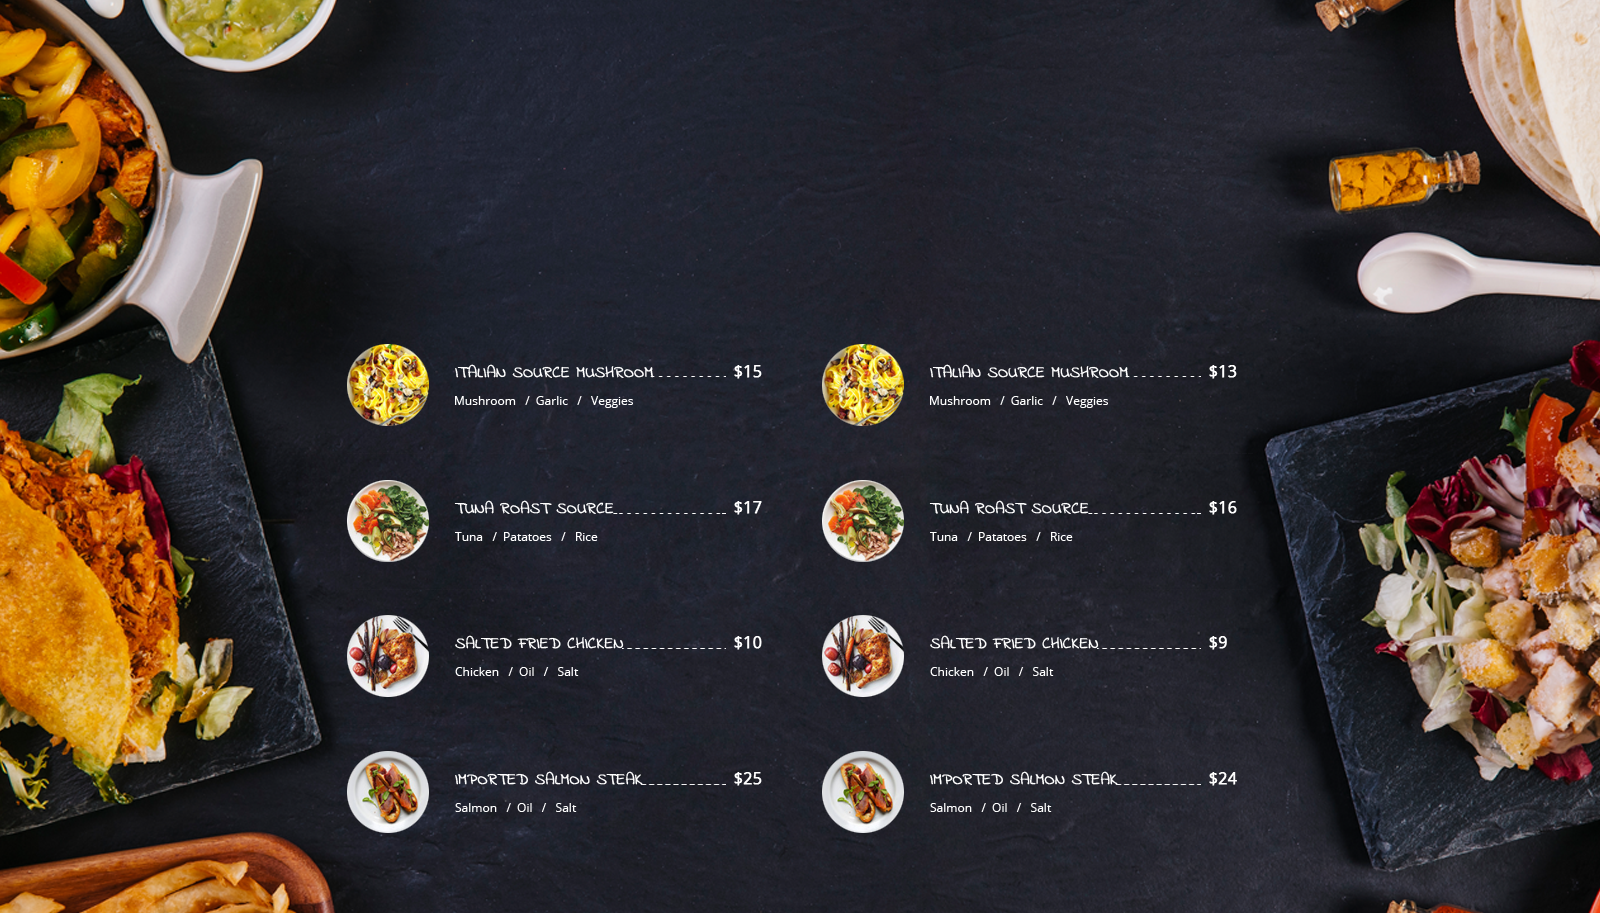 ITALIAN SOURCE MUSHROOM $15
Mushroom / Garlic / Veggies
TUNA ROAST SOURCE $17
Tuna / Patatoes / Rice
SALTED FRIED CHICKEN $10
Chicken / Oil / Salt
IMPORTED SALMON STEAK $25
Salmon / Oil / Salt
ITALIAN SOURCE MUSHROOM $13
Mushroom / Garlic / Veggies
TUNA ROAST SOURCE $16
Tuna / Patatoes / Rice
SALTED FRIED CHICKEN $9
Chicken / Oil / Salt
IMPORTED SALMON STEAK $24
Salmon / Oil / Salt